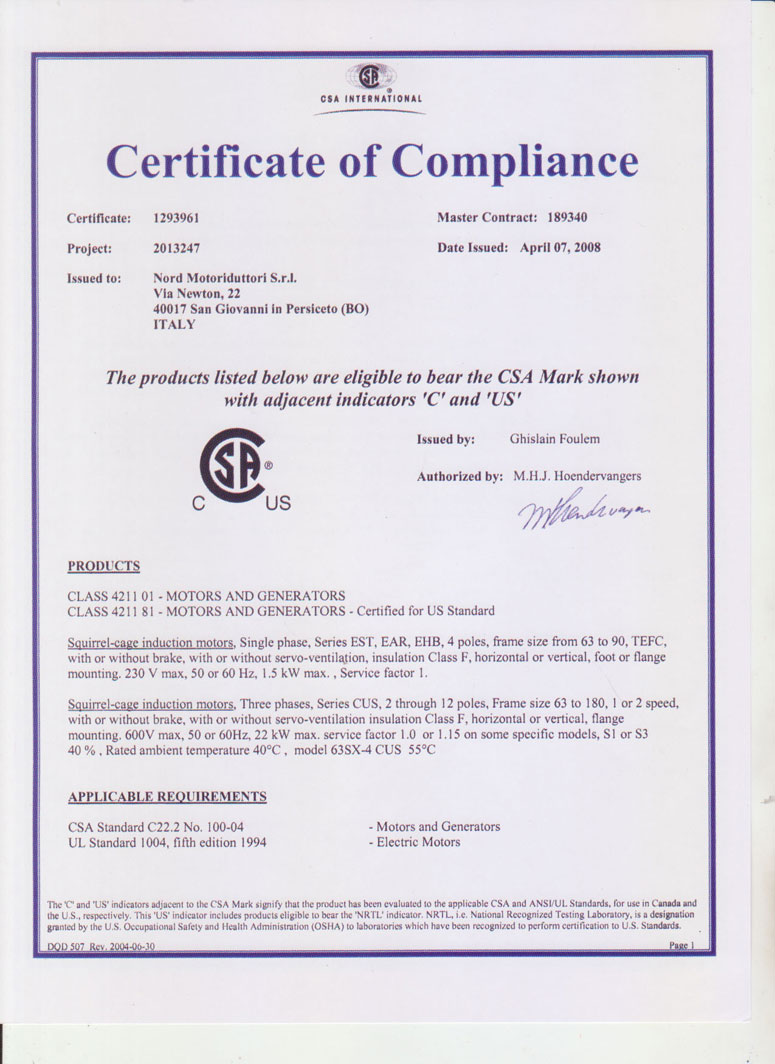 CSA
®
CSA INTERNATIONAL
Certificate of Compliance
Certificate: 1293961 Master Contract: 189340
Project: 2013247 Date Issued: April 07, 2008
Issued to: Nord Motoriduttori S.r.l.
Via Newton, 22
40017 San Giovanni in Persiceto (BO)
ITALY
The products listed below are eligible to bear the CSA Mark shown
with adjacent indicators 'C' and 'US'
CSA ®
C US
Issued by: Ghislain Foulem
Authorized by: M.H.J. Hoendervangers
PRODUCTS
CLASS 4211 01 - MOTORS AND GENERATORS
CLASS 4211 81 - MOTORS AND GENERATORS - Certified for US Standard
Squirrel-cage induction motors, Single phase, Series EST, EAR, EHB, 4 poles, frame size from 63 to 90, TEFC,
with or without brake, with or without servo-ventilation, insulation Class F, horizontal or vertical, foot or flange
mounting. 230 V max, 50 or 60 Hz, 1.5 kW max. , Service factor 1.
Squirrel-cage induction motors, Three phases, Series CUS, 2 through 12 poles, Frame size 63 to 180, 1 or 2 speed,
with or without brake, with or without servo-ventilation insulation Class F, horizontal or vertical, flange
mounting. 600V max, 50 or 60Hz, 22 kW max. service factor 1.0 or 1.15 on some specific models, S1 or S3
40 % , Rated ambient temperature 40°C , model 63SX-4 CUS 55°C
APPLICABLE REQUIREMENTS
CSA Standard C22.2 No. 100-04 - Motors and Generators
UL Standard 1004, fifth edition 1994 - Electric Motors
The 'C' and 'US' indicators adjacent to the CSA Mark signify that the product has been evaluated to the applicable CSA and ANSI/UL Standards, for use in Canada and
the U.S., respectively. This 'US' indicator includes products eligible to bear the 'NRTL' indicator. NRTL, i.e. National Recognized Testing Laboratory, is a designation
granted by the U.S. Occupational Safety and Health Administration (OSHA) to laboratories which have been recognized to perform certification to U.S. Standards.
DQD 507 Rev. 2004-06-30 Page 1